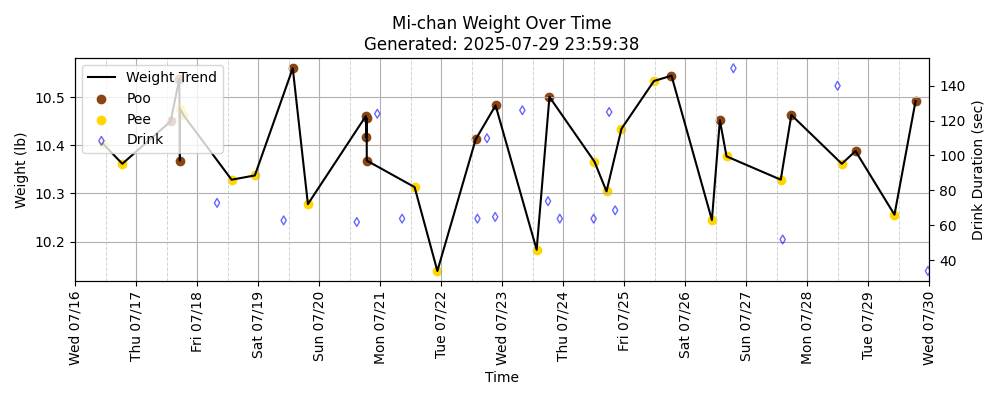 Mi-chan Weight Over Time
Generated: 2025-07-29 23:59:38
Weight Trend
Poo
Pee
Drink
Weight (lb)
10.5
10.4
10.3
10.2
140
120
100
80
60
40
Drink Duration (sec)
Wed 07/16
Thu 07/17
Fri 07/18
Sat 07/19
Sun 07/20
Mon 07/21
Tue 07/22
Wed 07/23
Thu 07/24
Fri 07/25
Sat 07/26
Sun 07/27
Mon 07/28
Tue 07/29
Wed 07/30
Time